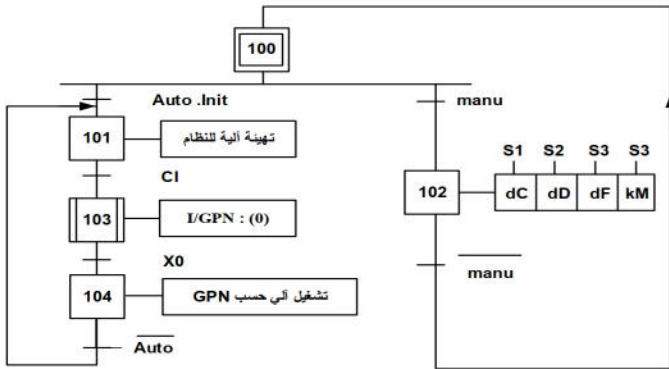 100
Auto .Init
manu
101
تهيئة ألية للنظام
S1 S2 S3 S3
102
dC dD dF kM
CI
103
I/GPN : (0)
X0
manu
104
تشغيل آلي حسب GPN
Auto